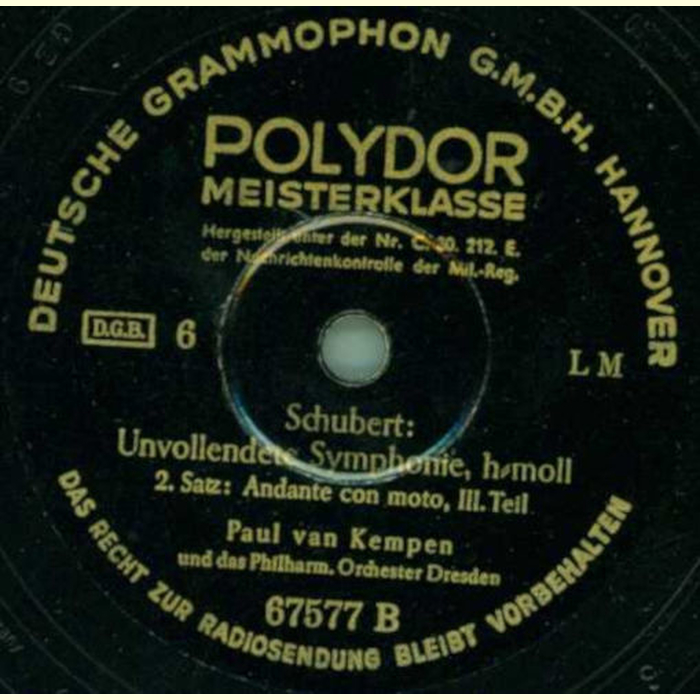 DEUTSCHE GRAMMOPHON G.M.B.H. HANNOVER
POLYDOR
MEISTERKLASSE
Hergestellt unter der Nr. C. 30. 212. E.
der Nachrichtenkontrolle der Mil.-Reg.
D.G.B. 6
L M
Schubert:
Unvollendete Symphonie, h-moll
2. Satz: Andante con moto, III. Teil
Paul van Kempen
und das Philharm. Orchester Dresden
67577 B
DAS RECHT ZUR RADIOSENDUNG BLEIBT VORBEHALTEN